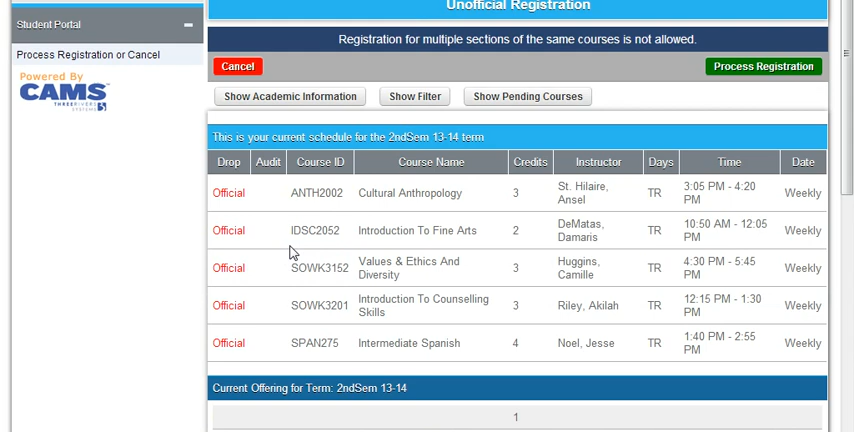 Unofficial Registration
Student Portal
Registration for multiple sections of the same courses is not allowed.
Process Registration or Cancel
Cancel
Process Registration
Powered By
CAMS
THREE RIVERS
SYSTEMS
Show Academic Information
Show Filter
Show Pending Courses
This is your current schedule for the 2ndSem 13-14 term
Drop Audit Course ID Course Name Credits Instructor Days Time Date
Official ANTH2002 Cultural Anthropology 3 St. Hilaire, TR 3:05 PM - 4:20 Weekly
Ansel PM
Official IDSC2052 Introduction To Fine Arts 2 DeMatas, TR 10:50 AM - 12:05 Weekly
Damaris PM
Official SOWK3152 Values & Ethics And 3 Huggins, TR 4:30 PM - 5:45 Weekly
Diversity Camille PM
Official SOWK3201 Introduction To Counselling 3 Riley, Akilah TR 12:15 PM - 1:30 Weekly
Skills PM
Official SPAN275 Intermediate Spanish 4 Noel, Jesse TR 1:40 PM - 2:55 Weekly
PM
Current Offering for Term: 2ndSem 13-14
1